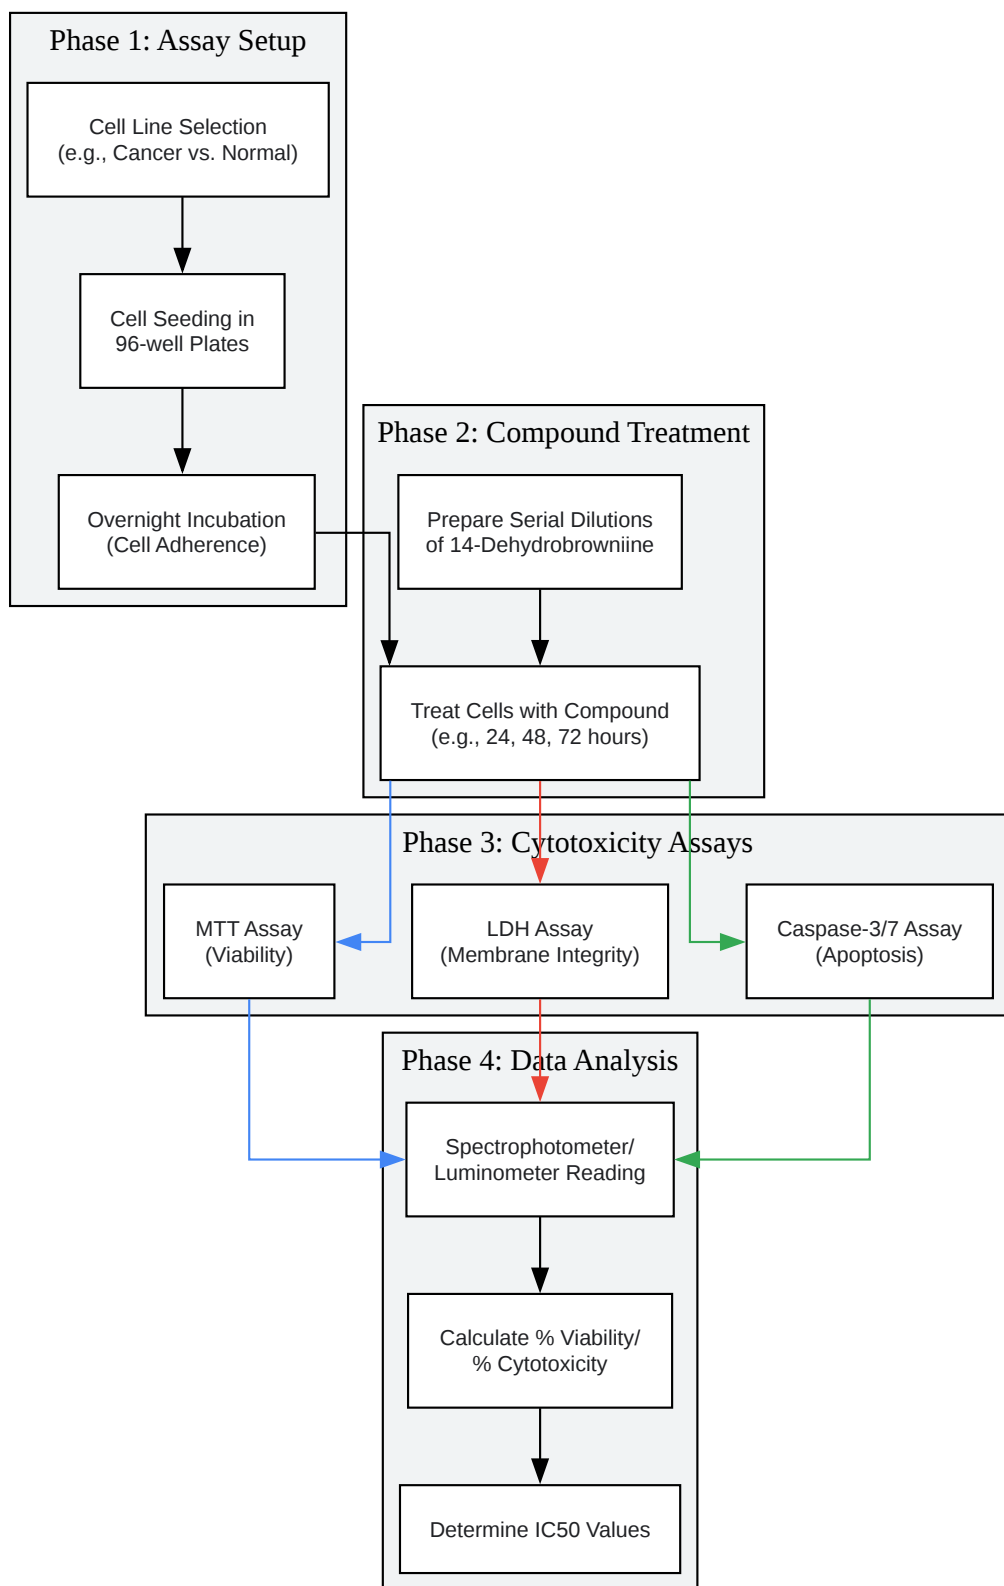 Phase 1: Assay Setup
Cell Line Selection
(e.g., Cancer vs. Normal)
Cell Seeding in
96-well Plates
Overnight Incubation
(Cell Adherence)
Phase 2: Compound Treatment
Prepare Serial Dilutions
of 14-Dehydrobrowniine
Treat Cells with Compound
(e.g., 24, 48, 72 hours)
Phase 3: Cytotoxicity Assays
MTT Assay
(Viability)
LDH Assay
(Membrane Integrity)
Caspase-3/7 Assay
(Apoptosis)
Phase 4: Data Analysis
Spectrophotometer/
Luminometer Reading
Calculate % Viability/
% Cytotoxicity
Determine IC50 Values